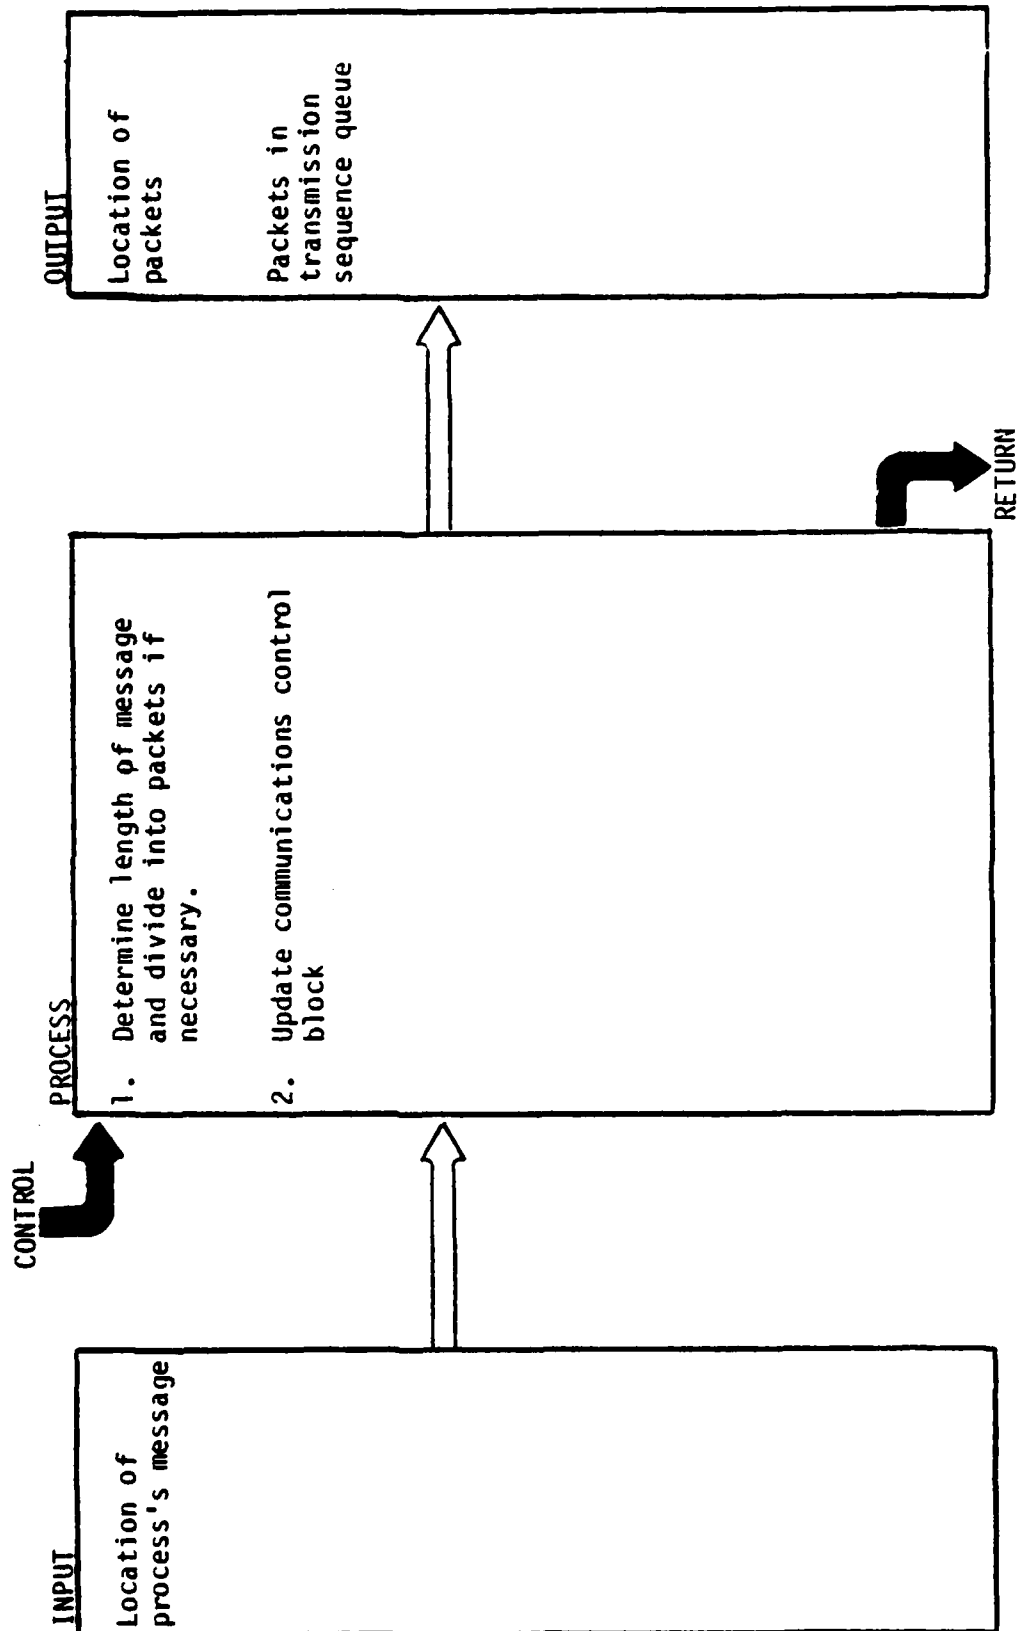 INPUT
Location of
process's message
CONTROL
PROCESS
1. Determine length of message
and divide into packets if
necessary.
2. Update communications control
block
RETURN
OUTPUT
Location of
packets
Packets in
transmission
sequence queue